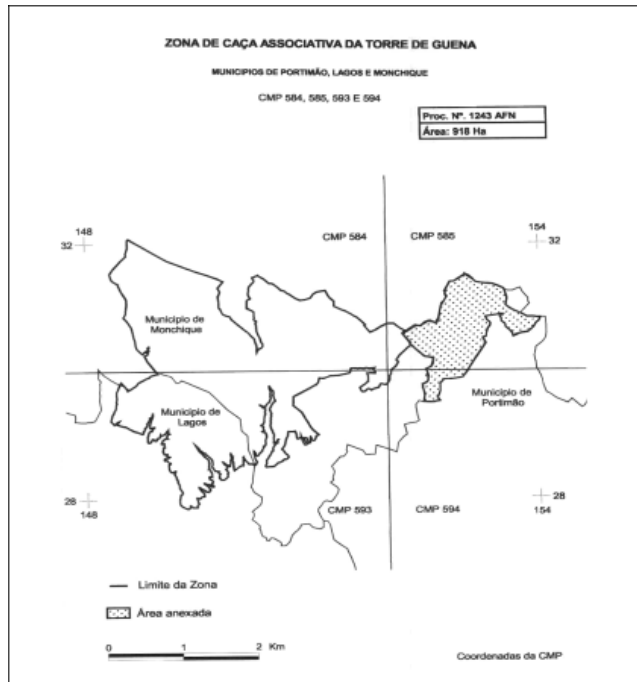 ZONA DE CAÇA ASSOCIATIVA DA TORRE DE GUENA
MUNICIPIOS DE PORTIMÃO, LAGOS E MONCHIQUE
CMP 584, 585, 593 E 594
Proc. Nº. 1243 AFN
Área: 918 Ha
148
32
CMP 584
CMP 585
154
32
Municipio de
Monchique
Municipio de
Lagos
Municipio de
Portimão
28
148
CMP 593
CMP 594
28
154
Limite da Zona
Área anexada
0 1 2 Km
Coordenadas da CMP